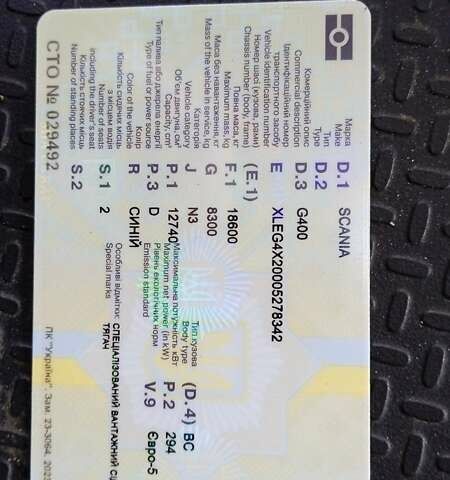 Марка
Make D.1 SCANIA
Тип
Type D.2
Комерційний опис
Commercial description D.3 G400
Ідентифікаційний номер
транспортного засобу
Vehicle identification number E XLEG4X20005278342
Номер шасі (кузова, рами)
Chassis number (body, frame) (E.1)
Повна маса, кг
Maximum mass, kg F.1 18600
Маса без навантаження, кг
Mass of the vehicle in service, kg G 8300
Категорія
Vehicle category J N3
Тип кузова
Body type (D.4) ВС
Об'єм двигуна, см³
Capacity, cm³ P.1 12740
Максимальна потужність кВт
Maximum net power (in kW) P.2 294
Тип палива або джерело енергії
Type of fuel or power source P.3 D
Рівень екологічних норм
Emission standard V.9 Євро-5
Колір
Color of the vehicle R СИНІЙ
Кількість сидячих місць
з місцем водія
Number of seats
including the driver's seat S.1 2
Особливі відмітки: СПЕЦІАЛІЗОВАНИЙ ВАНТАЖНИЙ
Special marks ТЯГАЧ
Кількість стоячих місць
Number of standing places S.2
СТО № 029492
ПК "Україна". Зам. 23-3064.